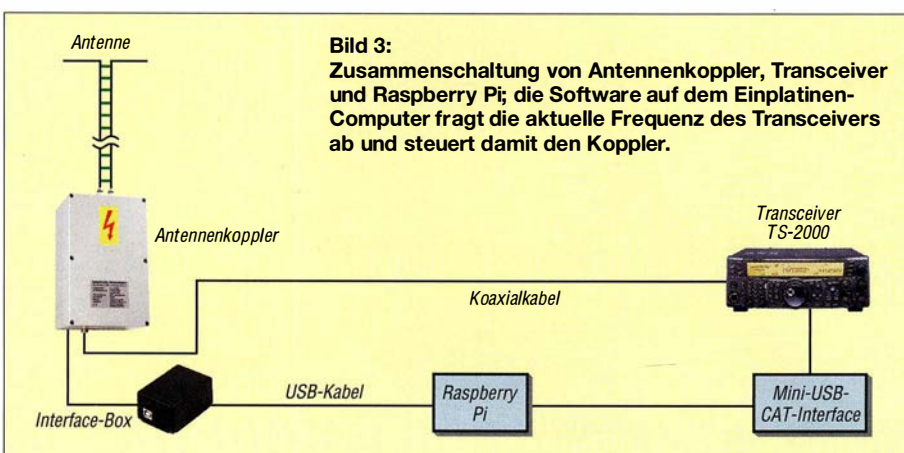 Antenne
Bild 3:
Zusammenschaltung von Antennenkoppler, Transceiver
und Raspberry Pi; die Software auf dem Einplatinen-
Computer fragt die aktuelle Frequenz des Transceivers
ab und steuert damit den Koppler.
Antennenkoppler
Transceiver
TS-2000
Koaxialkabel
Interface-Box
USB-Kabel
Raspberry
Pi
Mini-USB-
CAT-Interface